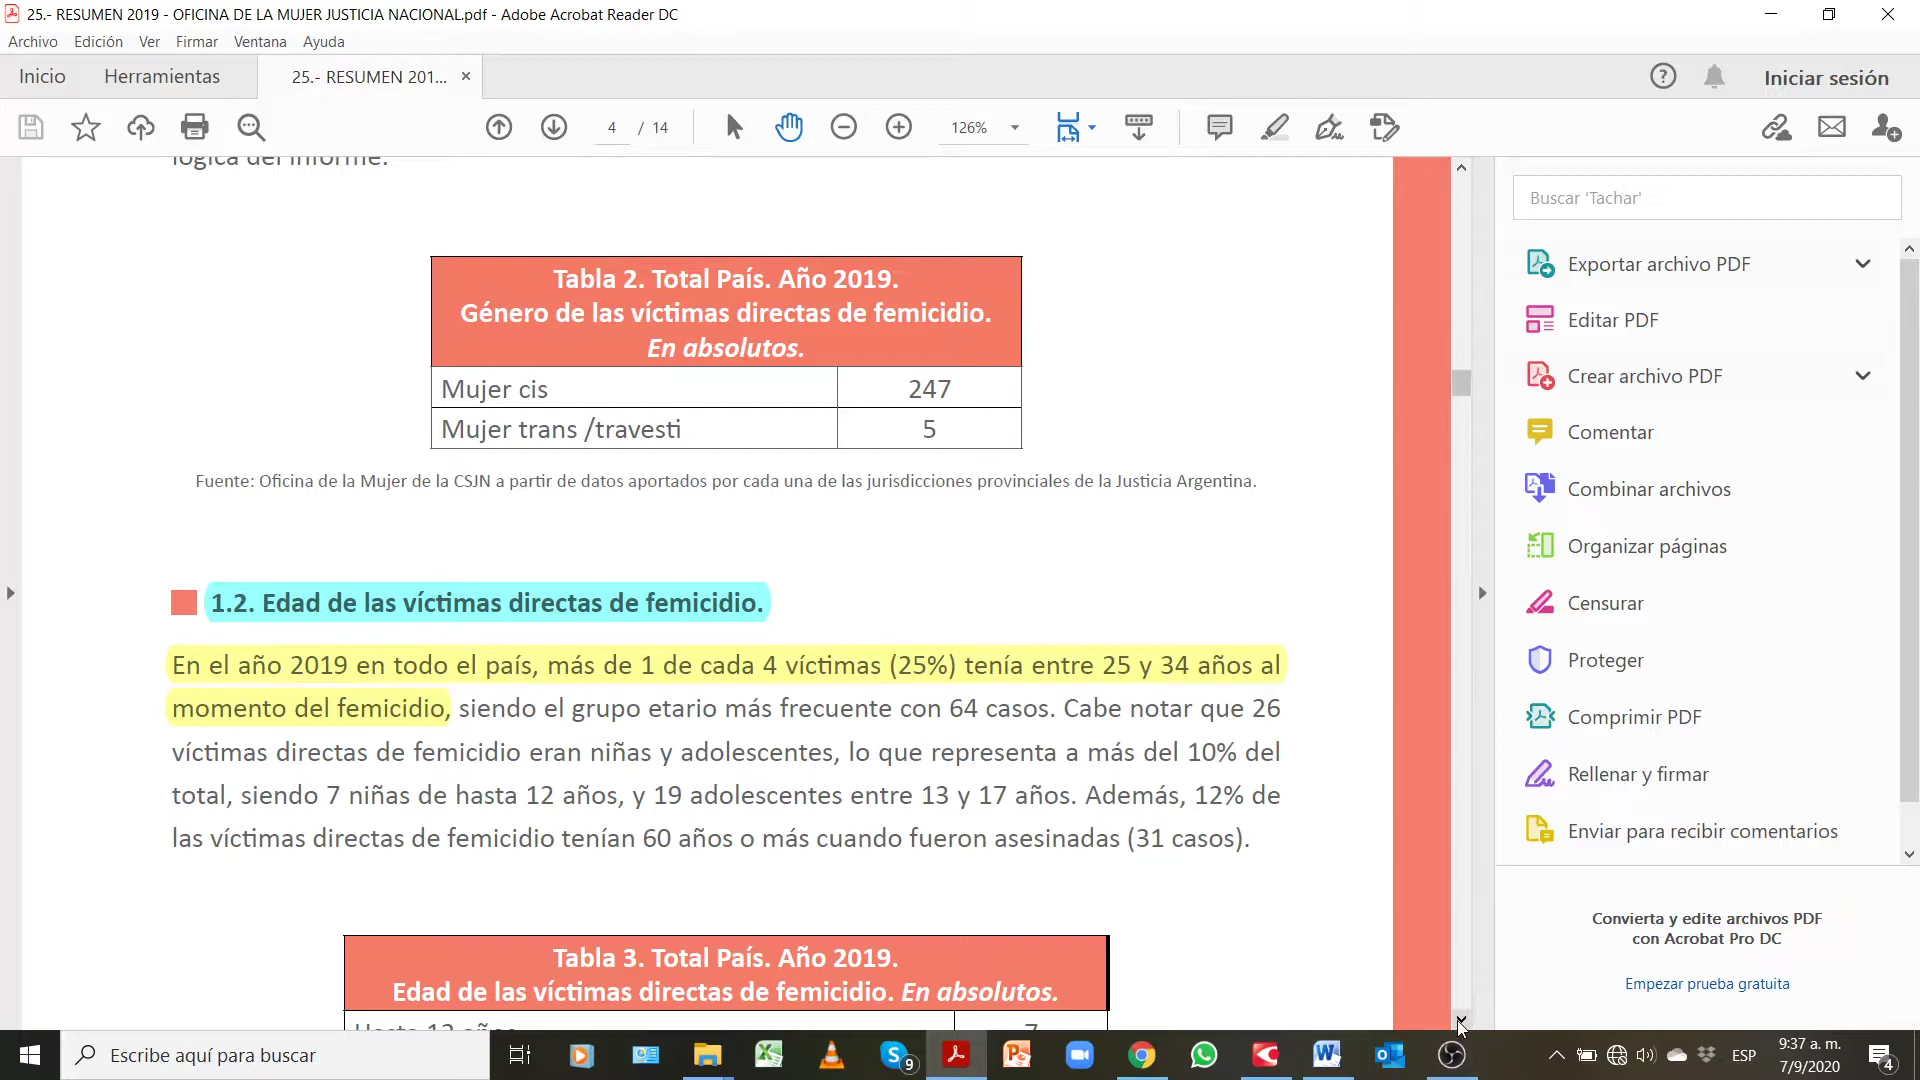 25.- RESUMEN 2019 - OFICINA DE LA MUJER JUSTICIA NACIONAL.pdf - Adobe Acrobat Reader DC
Archivo Edición Ver Firmar Ventana Ayuda
Inicio Herramientas 25.- RESUMEN 201... × Iniciar sesión
4 / 14 126%
lógica del informe.
Tabla 2. Total País. Año 2019.
Género de las víctimas directas de femicidio.
En absolutos.
Mujer cis 247
Mujer trans /travesti 5
Fuente: Oficina de la Mujer de la CSJN a partir de datos aportados por cada una de las jurisdicciones provinciales de la Justicia Argentina.
1.2. Edad de las víctimas directas de femicidio.
En el año 2019 en todo el país, más de 1 de cada 4 víctimas (25%) tenía entre 25 y 34 años al
momento del femicidio, siendo el grupo etario más frecuente con 64 casos. Cabe notar que 26
víctimas directas de femicidio eran niñas y adolescentes, lo que representa a más del 10% del
total, siendo 7 niñas de hasta 12 años, y 19 adolescentes entre 13 y 17 años. Además, 12% de
las víctimas directas de femicidio tenían 60 años o más cuando fueron asesinadas (31 casos).
Tabla 3. Total País. Año 2019.
Edad de las víctimas directas de femicidio. En absolutos.
Hasta 12 años 7
Buscar 'Tachar'
Exportar archivo PDF
Editar PDF
Crear archivo PDF
Comentar
Combinar archivos
Organizar páginas
Censurar
Proteger
Comprimir PDF
Rellenar y firmar
Enviar para recibir comentarios
Convierta y edite archivos PDF
con Acrobat Pro DC
Empezar prueba gratuita
Escribe aquí para buscar
9
ESP
9:37 a. m.
7/9/2020
4